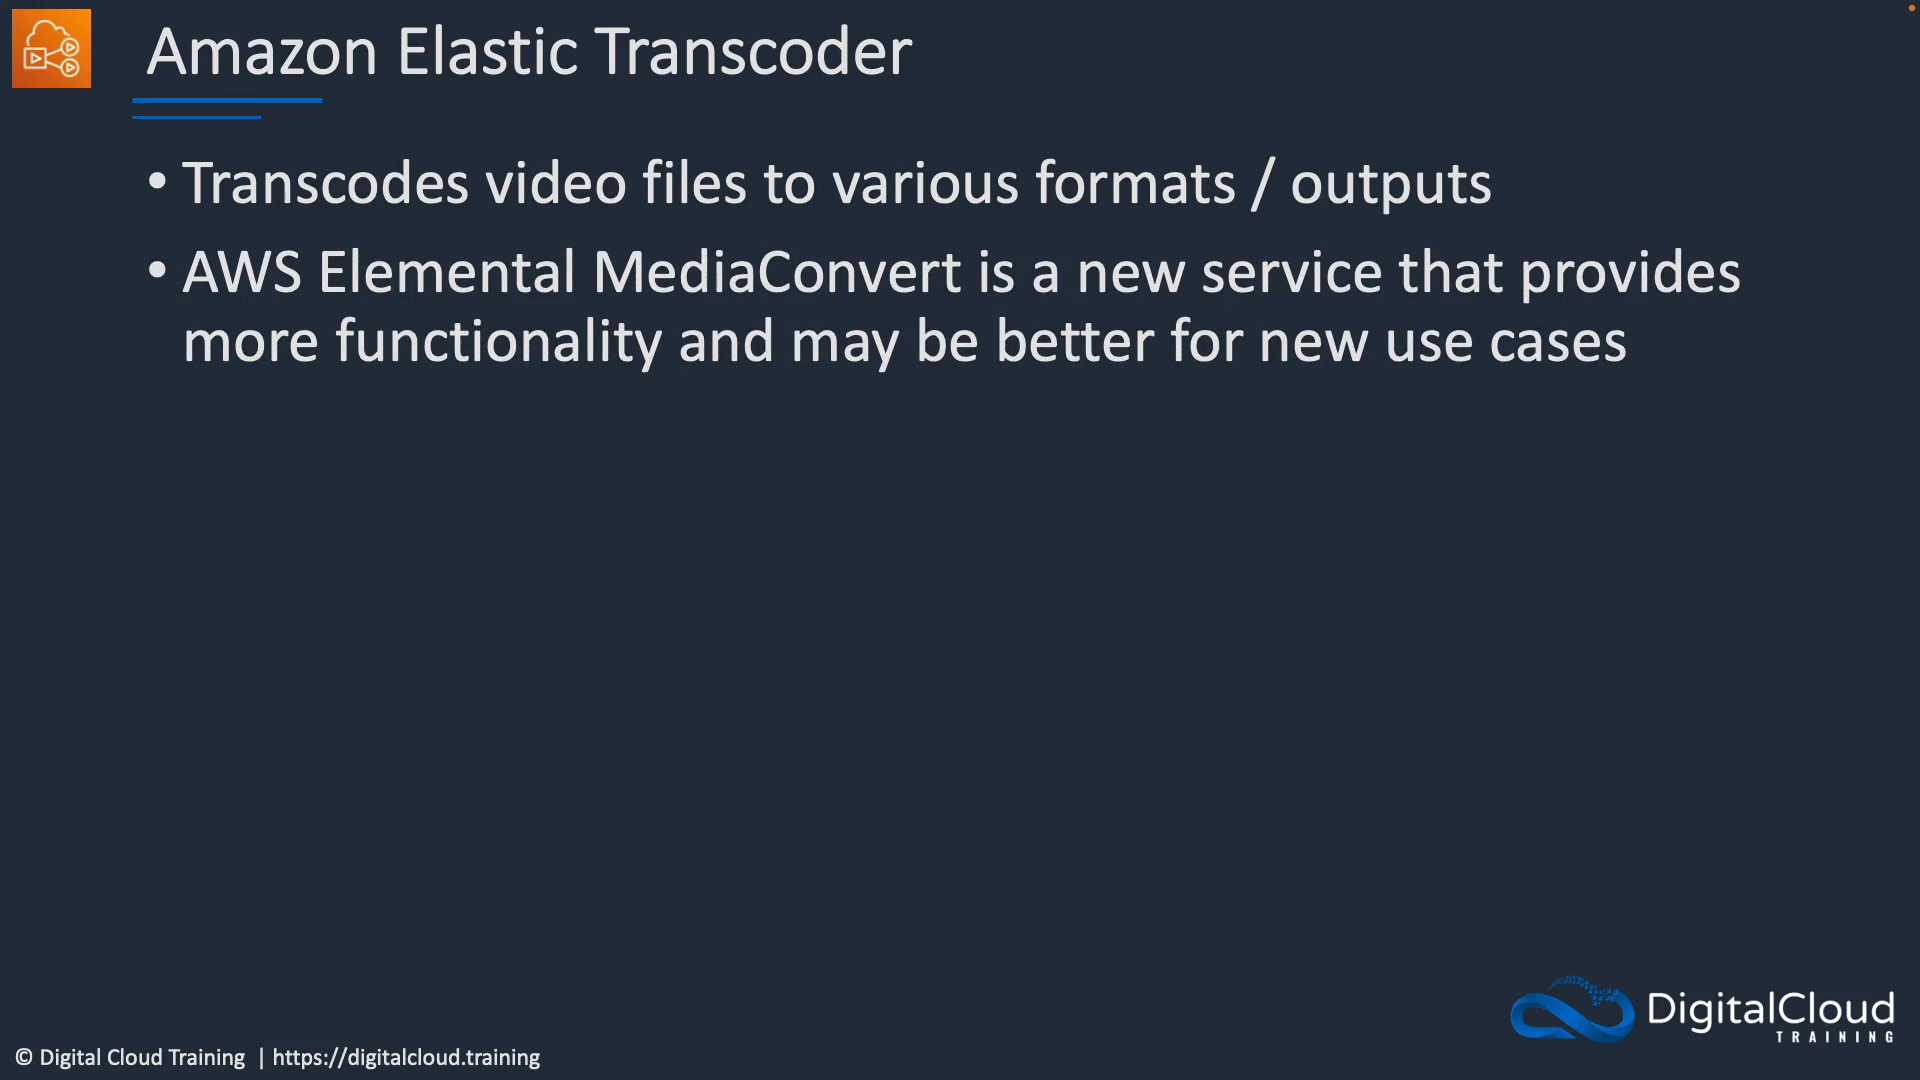 Amazon Elastic Transcoder
• Transcodes video files to various formats / outputs
• AWS Elemental MediaConvert is a new service that provides
more functionality and may be better for new use cases
DigitalCloud
TRAINING
© Digital Cloud Training | https://digitalcloud.training